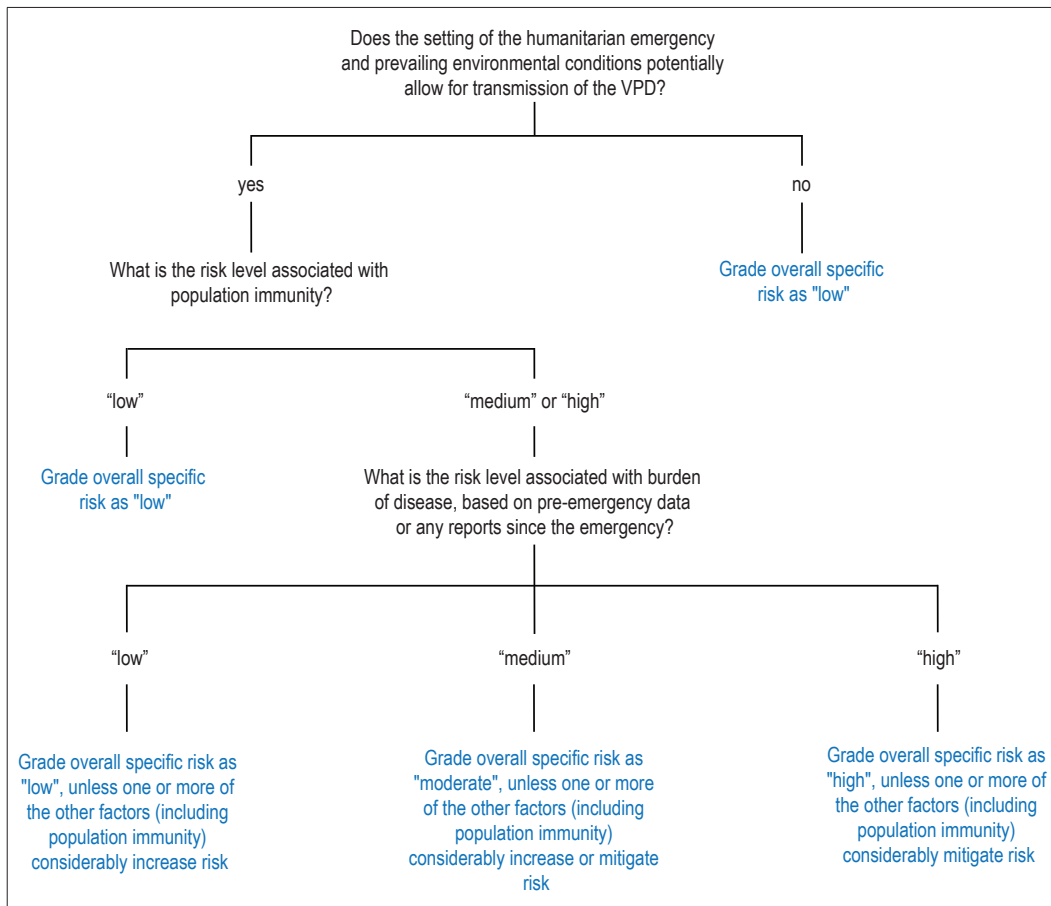 Does the setting of the humanitarian emergency
and prevailing environmental conditions potentially
allow for transmission of the VPD?
yes
no
What is the risk level associated with
population immunity?
Grade overall specific
risk as "low"
“low”
“medium” or “high”
Grade overall specific
risk as "low"
What is the risk level associated with burden
of disease, based on pre-emergency data
or any reports since the emergency?
“low”
“medium”
“high”
Grade overall specific risk as
"low", unless one or more of
the other factors (including
population immunity)
considerably increase risk
Grade overall specific risk as
"moderate", unless one or more
of the other factors (including
population immunity)
considerably increase or mitigate
risk
Grade overall specific risk as
"high", unless one or more of
the other factors (including
population immunity)
considerably mitigate risk